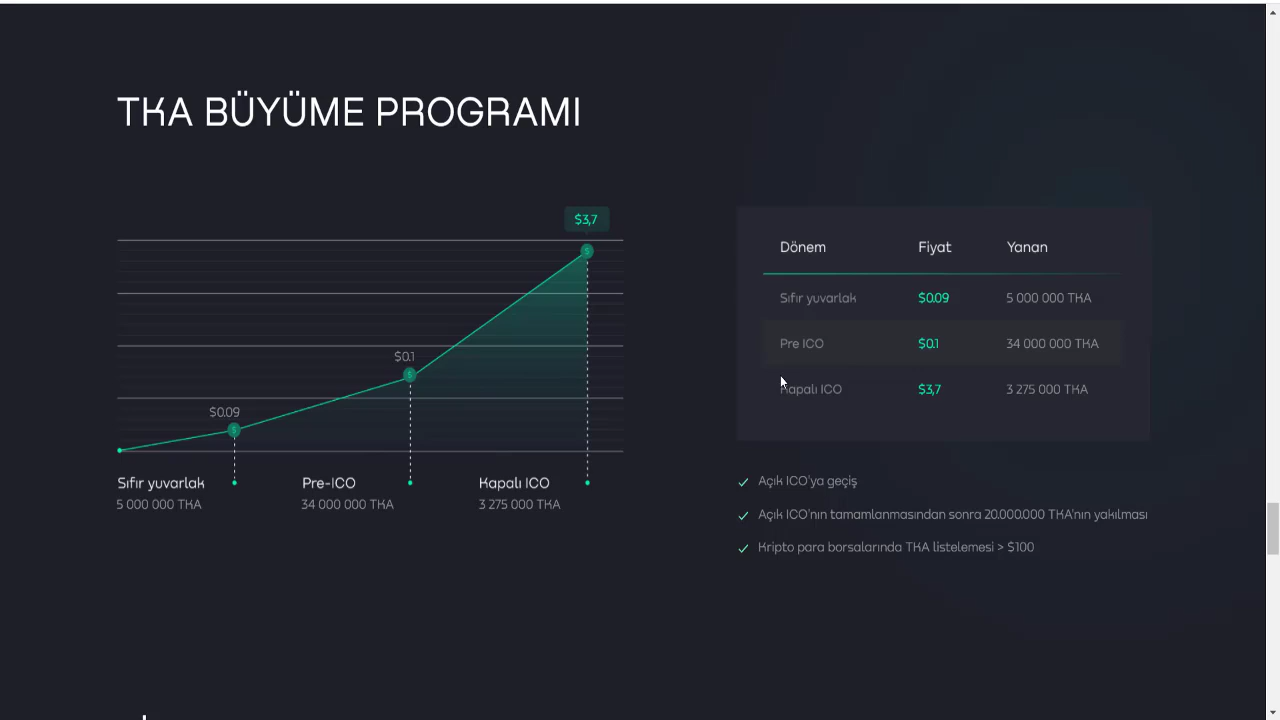 TKA BÜYÜME PROGRAMI
$3,7
$0.1
$0.09
Sıfır yuvarlak
5 000 000 TKA
Pre-ICO
34 000 000 TKA
Kapalı ICO
3 275 000 TKA
Dönem Fiyat Yanan
Sıfır yuvarlak $0.09 5 000 000 TKA
Pre ICO $0.1 34 000 000 TKA
Kapalı ICO $3,7 3 275 000 TKA
Açık ICO'ya geçiş
Açık ICO'nın tamamlanmasından sonra 20.000.000 TKA'nın yakılması
Kripto para borsalarında TKA listelemesi > $100